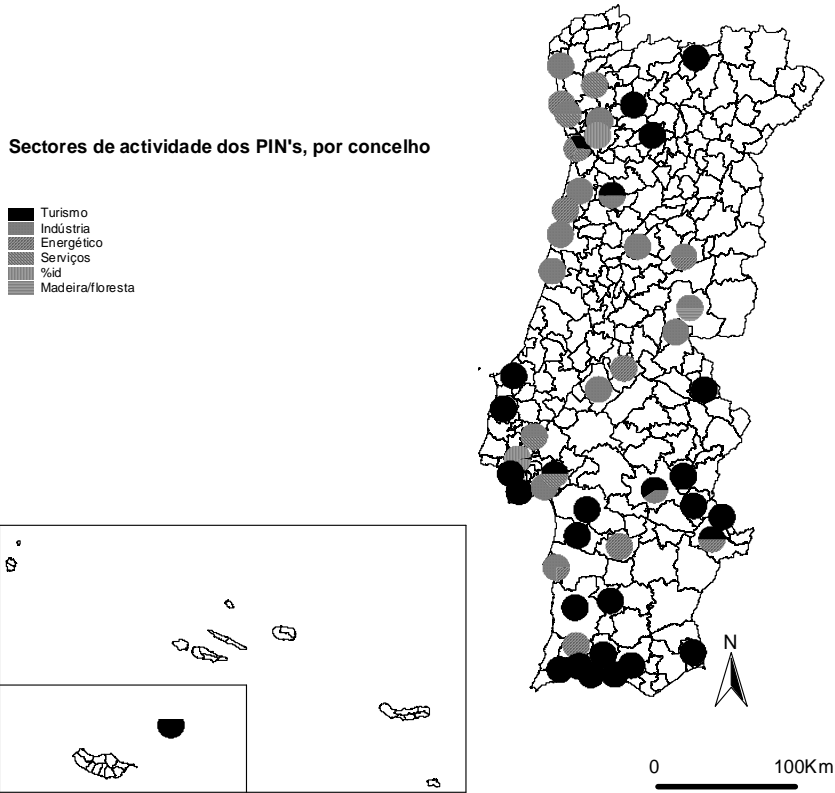 Sectores de actividade dos PIN's, por concelho
Turismo
Indústria
Energético
Serviços
%id
Madeira/floresta
N
0 100Km